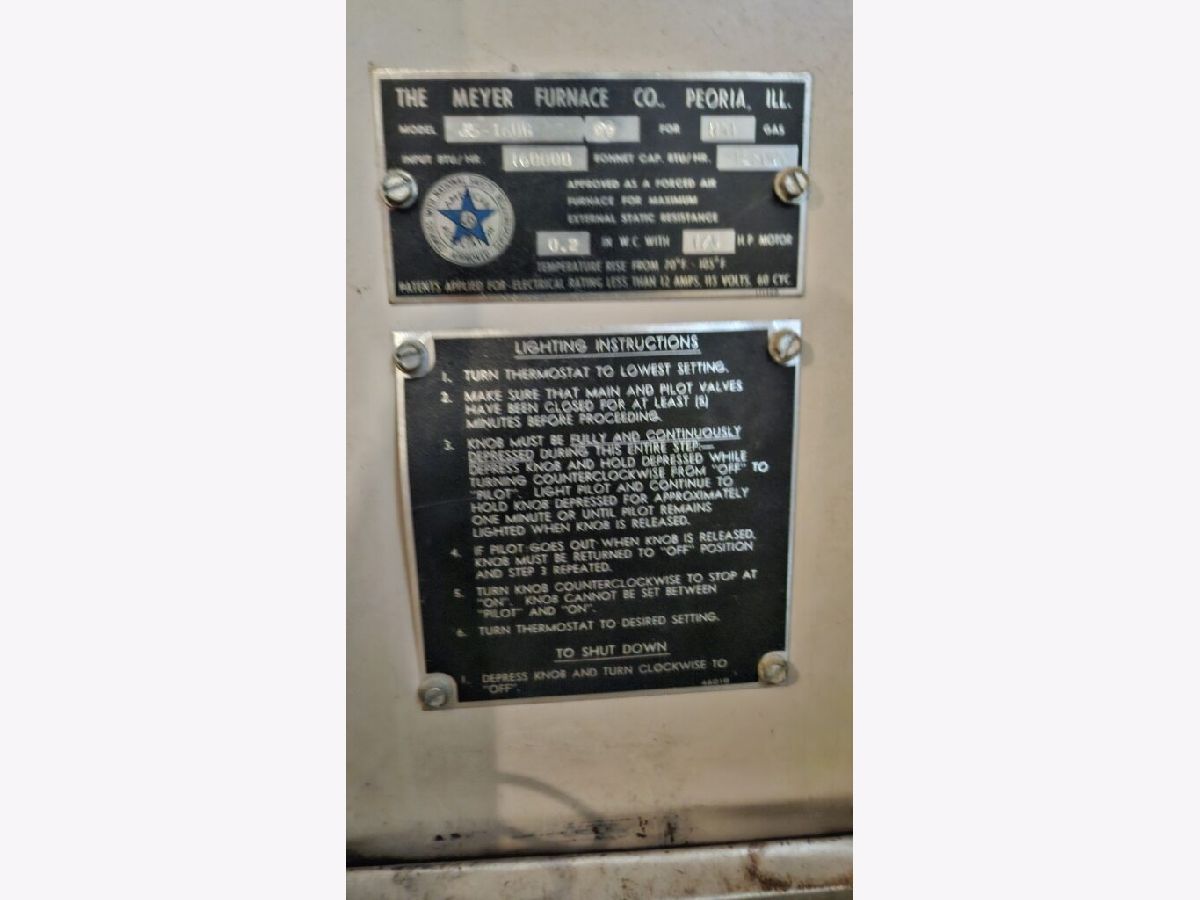 THE MEYER FURNACE CO., PEORIA, ILL.
MODEL FOR GAS
INPUT BTU/HR. 160000 BONNET CAP. BTU/HR.
APPROVED AS A FORCED AIR
FURNACE FOR MAXIMUM
EXTERNAL STATIC RESISTANCE
0.2 IN W.C. WITH H P MOTOR
TEMPERATURE RISE FROM 70°F - 105°F
PATENTS APPLIED FOR-ELECTRICAL RATING LESS THAN 12 AMPS, 115 VOLTS, 60 CYC
LIGHTING INSTRUCTIONS
1. TURN THERMOSTAT TO LOWEST SETTING.
2. MAKE SURE THAT MAIN AND PILOT VALVES
HAVE BEEN CLOSED FOR AT LEAST (5)
MINUTES BEFORE PROCEEDING.
3. KNOB MUST BE FULLY AND CONTINUOUSLY
DEPRESSED DURING THIS ENTIRE STEP:—
DEPRESS KNOB AND HOLD DEPRESSED WHILE
TURNING COUNTERCLOCKWISE FROM "OFF" TO
"PILOT". LIGHT PILOT AND CONTINUE TO
HOLD KNOB DEPRESSED FOR APPROXIMATELY
ONE MINUTE OR UNTIL PILOT REMAINS
LIGHTED WHEN KNOB IS RELEASED.
4. IF PILOT GOES OUT WHEN KNOB IS RELEASED,
KNOB MUST BE RETURNED TO "OFF" POSITION
AND STEP 3 REPEATED.
5. TURN KNOB COUNTERCLOCKWISE TO STOP AT
"ON". KNOB CANNOT BE SET BETWEEN
"PILOT" AND "ON".
6. TURN THERMOSTAT TO DESIRED SETTING.
TO SHUT DOWN
1. DEPRESS KNOB AND TURN CLOCKWISE TO
"OFF".